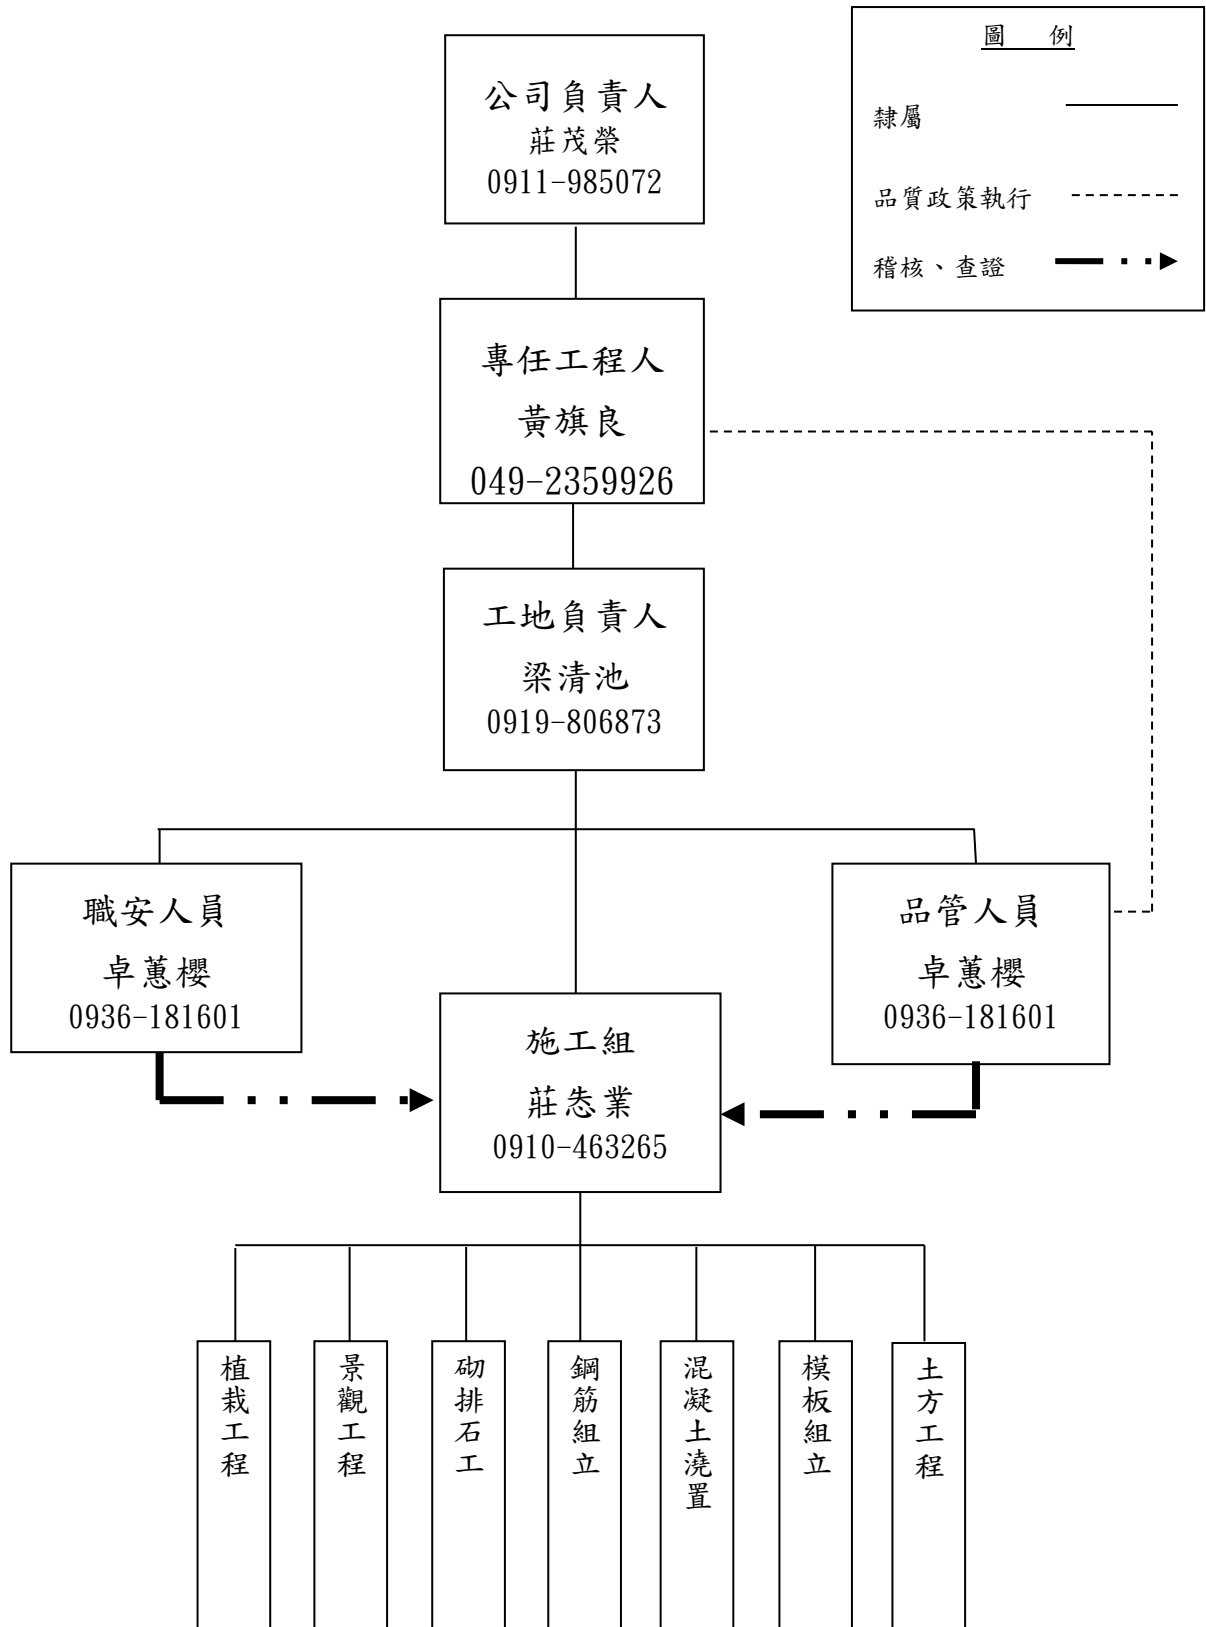 圖 例
隸屬
品質政策執行
稽核、查證
公司負責人
莊茂榮
0911-985072
專任工程人
黃旗良
049-2359926
工地負責人
梁清池
0919-806873
職安人員
卓蕙櫻
0936-181601
品管人員
卓蕙櫻
0936-181601
施工組
莊怣業
0910-463265
植栽工程
景觀工程
砌排石工
鋼筋組立
混凝土澆置
模板組立
土方工程